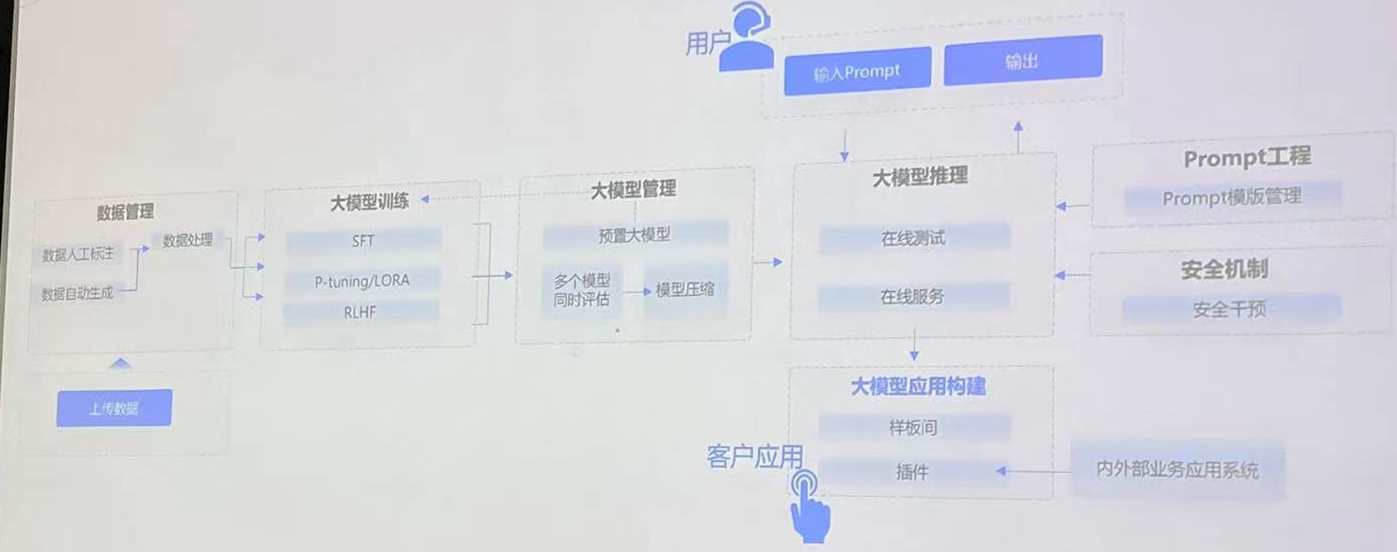 用户
输入Prompt
输出
数据管理
数据人工标注
数据处理
数据自动生成
上传数据
大模型训练
SFT
P-tuning/LORA
RLHF
大模型管理
预置大模型
多个模型
同时评估
模型压缩
大模型推理
在线测试
在线服务
Prompt工程
Prompt模版管理
安全机制
安全干预
大模型应用构建
样板间
插件
客户应用
内外部业务应用系统